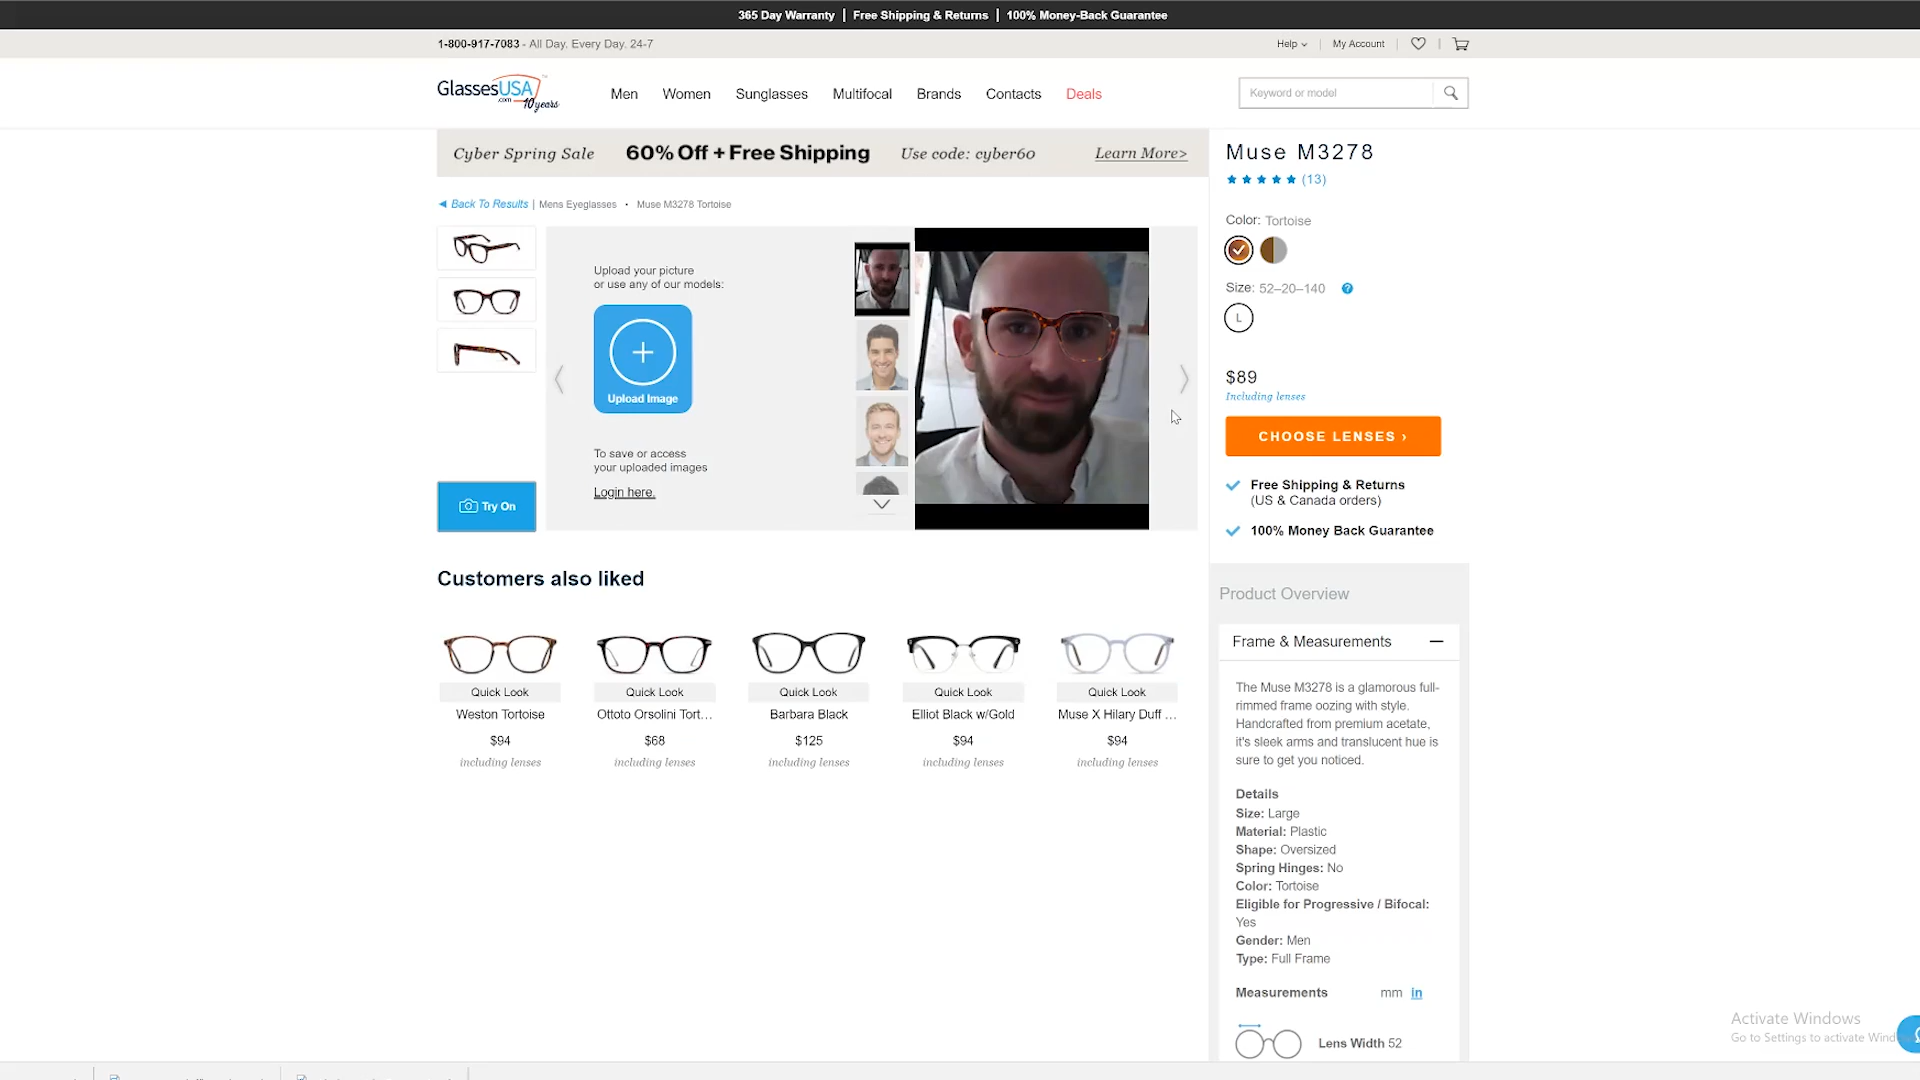 365 Day Warranty | Free Shipping & Returns | 100% Money-Back Guarantee
1-800-917-7083 - All Day. Every Day. 24-7
Help
My Account
GlassesUSA
.com
10 years
Men
Women
Sunglasses
Multifocal
Brands
Contacts
Deals
Keyword or model
Cyber Spring Sale
60% Off + Free Shipping
Use code: cyber60
Learn More>
Back To Results | Mens Eyeglasses • Muse M3278 Tortoise
Upload your picture
or use any of our models:
Upload Image
To save or access
your uploaded images
Login here.
Try On
Muse M3278
(13)
Color: Tortoise
Size: 52–20–140
?
L
$89
Including lenses
CHOOSE LENSES ›
Free Shipping & Returns
(US & Canada orders)
100% Money Back Guarantee
Customers also liked
Quick Look
Weston Tortoise
$94
including lenses
Quick Look
Ottoto Orsolini Tort...
$68
including lenses
Quick Look
Barbara Black
$125
including lenses
Quick Look
Elliot Black w/Gold
$94
including lenses
Quick Look
Muse X Hilary Duff ...
$94
including lenses
Product Overview
Frame & Measurements
The Muse M3278 is a glamorous full-
rimmed frame oozing with style.
Handcrafted from premium acetate,
it's sleek arms and translucent hue is
sure to get you noticed.
Details
Size: Large
Material: Plastic
Shape: Oversized
Spring Hinges: No
Color: Tortoise
Eligible for Progressive / Bifocal:
Yes
Gender: Men
Type: Full Frame
Measurements
mm in
Lens Width 52
Activate Windows
Go to Settings to activate